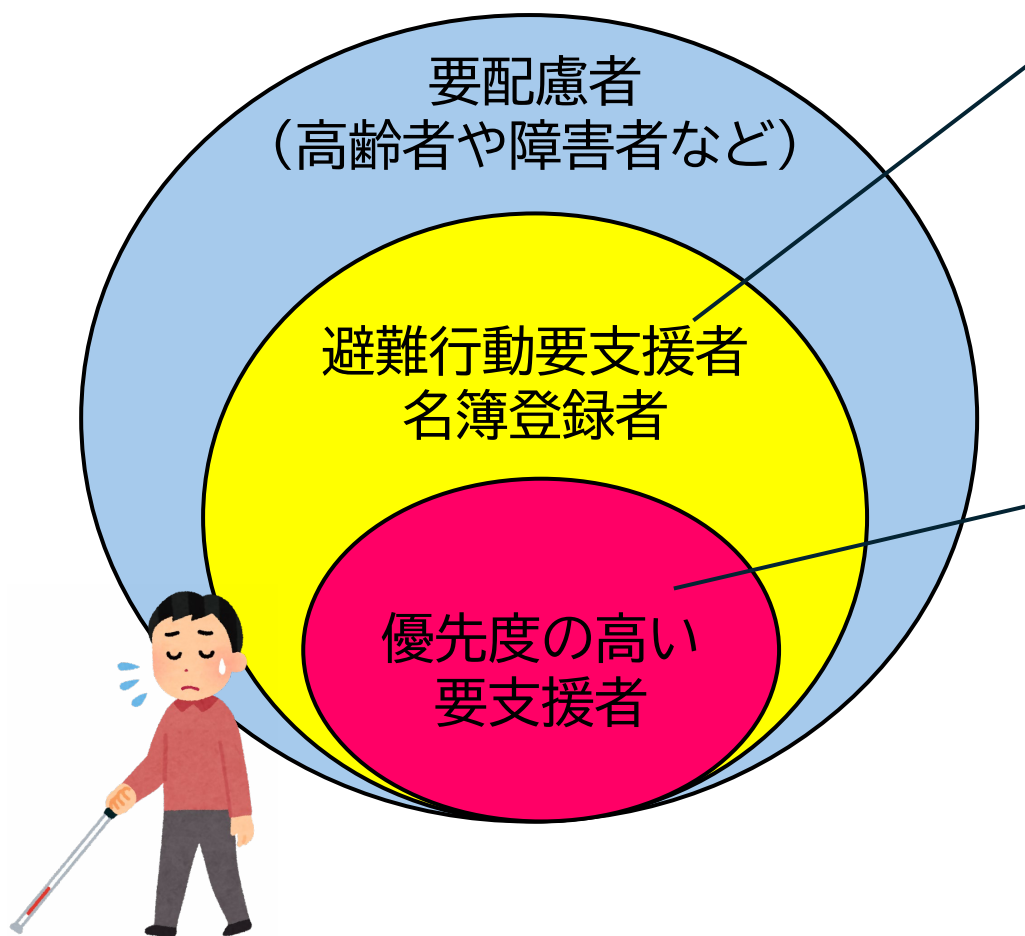 要配慮者
（高齢者や障害者など）
避難行動要支援者
名簿登録者
優先度の高い
要支援者